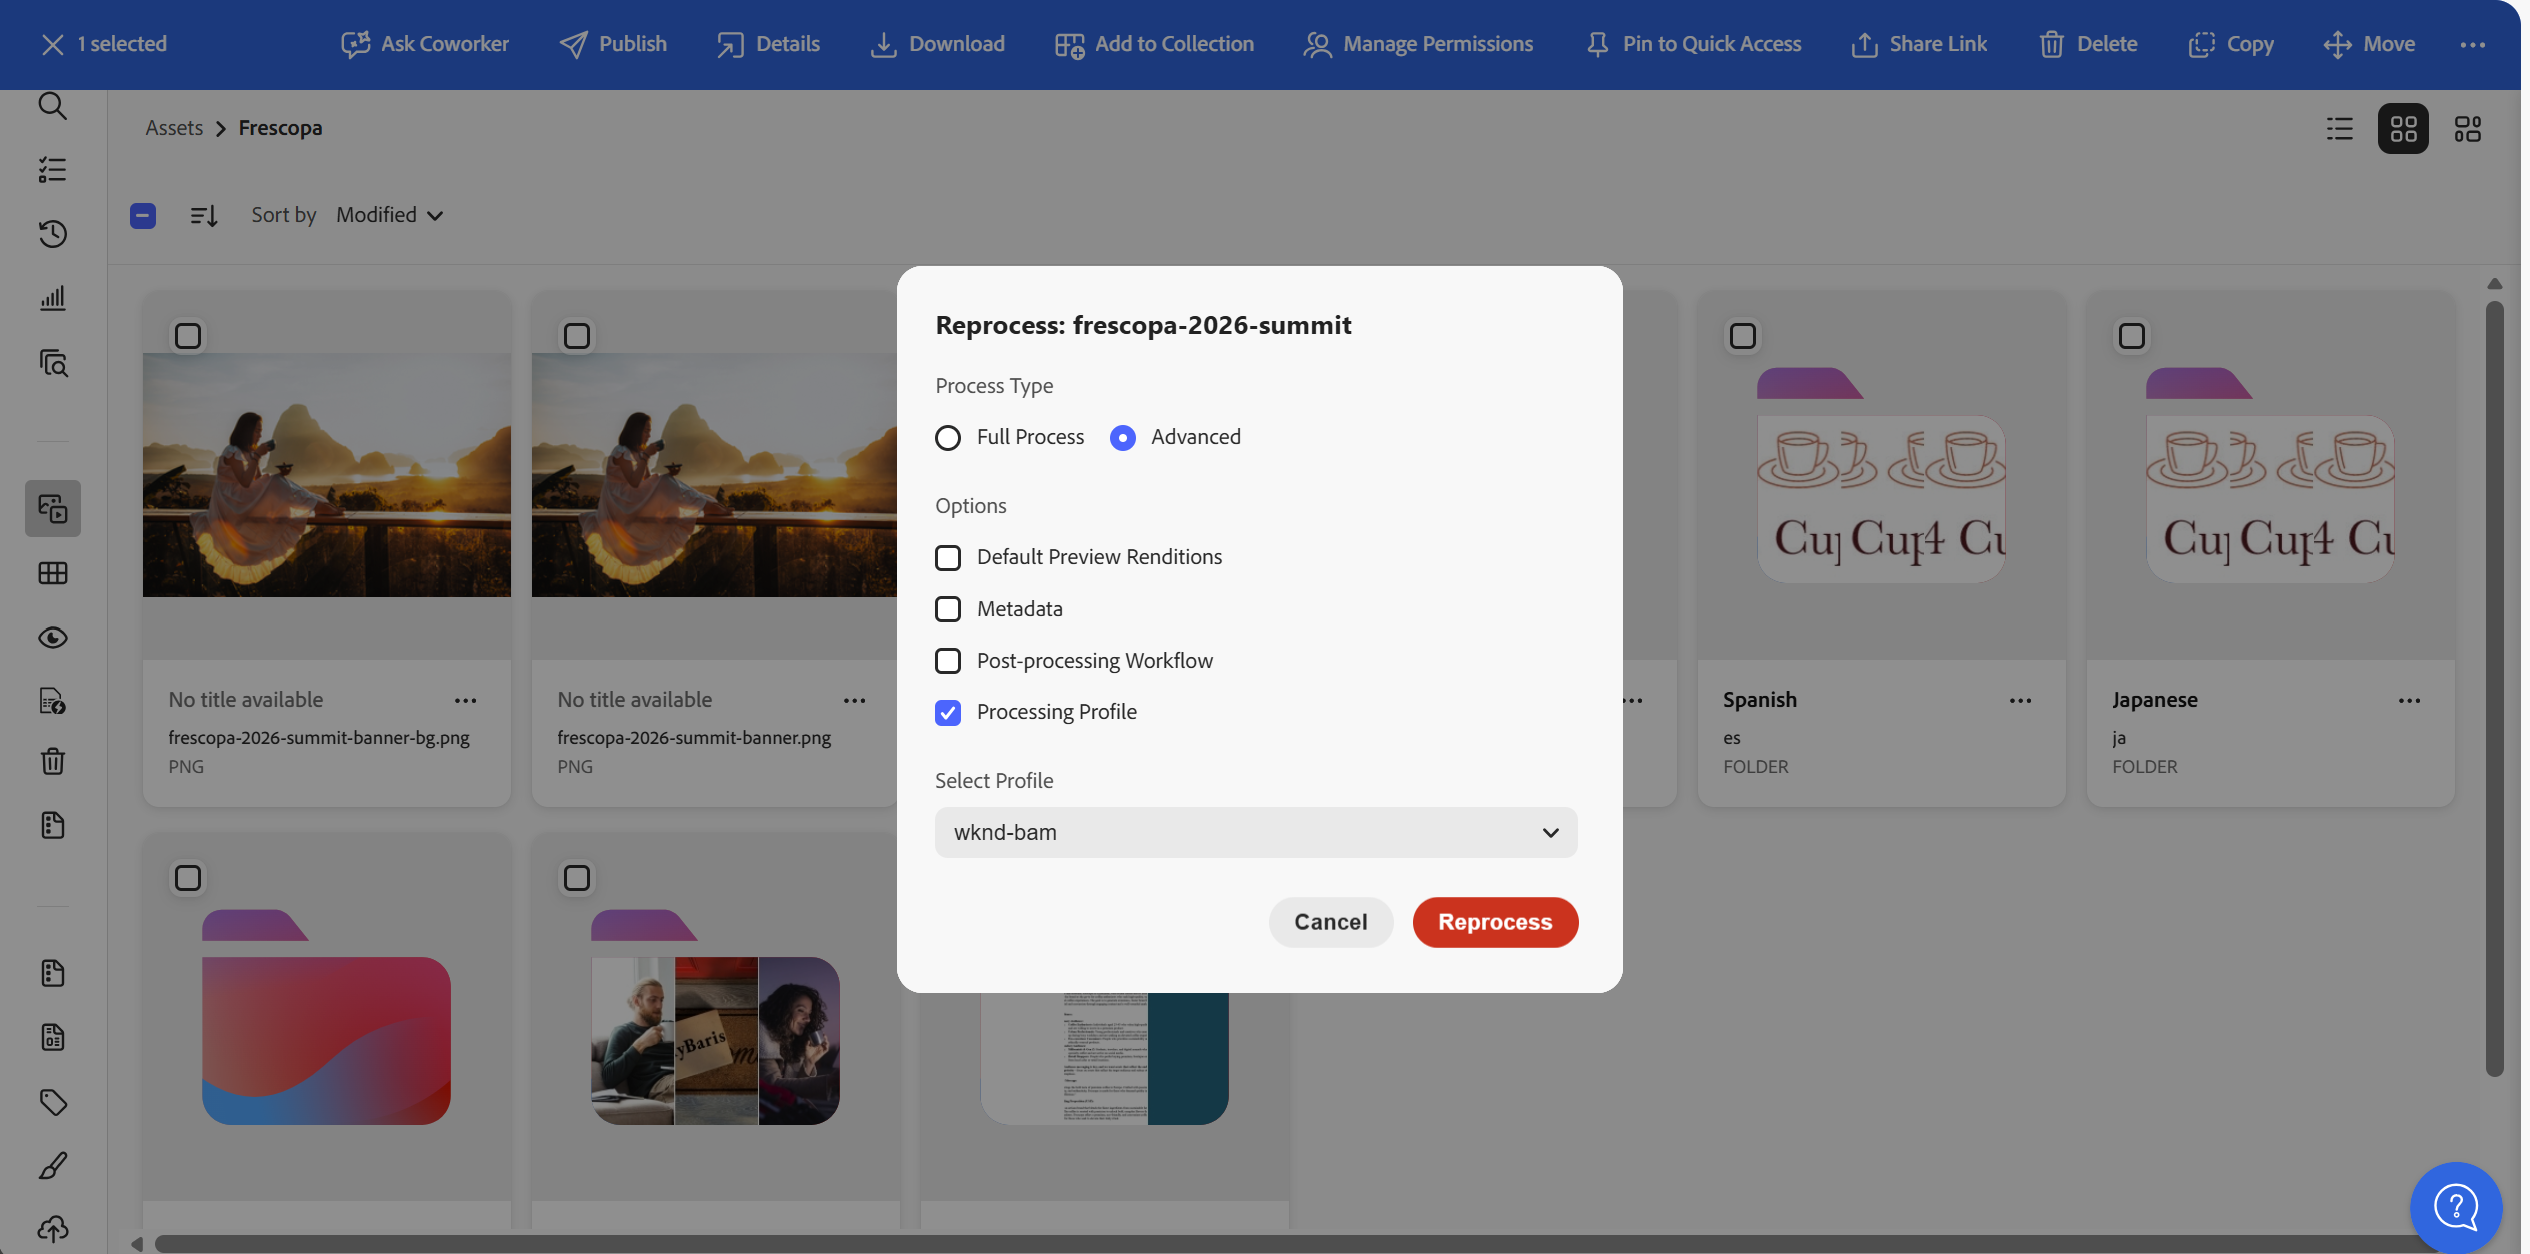 1 selected
Ask Coworker
Publish
Details
Download
Add to Collection
Manage Permissions
Pin to Quick Access
Share Link
Delete
Copy
Move
Assets
Frescopa
Sort by
Modified
Reprocess: frescopa-2026-summit
Process Type
Full Process
Advanced
Options
Default Preview Renditions
Metadata
Post-processing Workflow
Processing Profile
Select Profile
wknd-bam
Cancel
Reprocess
No title available
frescopa-2026-summit-banner-bg.png
PNG
No title available
frescopa-2026-summit-banner.png
PNG
Spanish
es
FOLDER
Japanese
ja
FOLDER